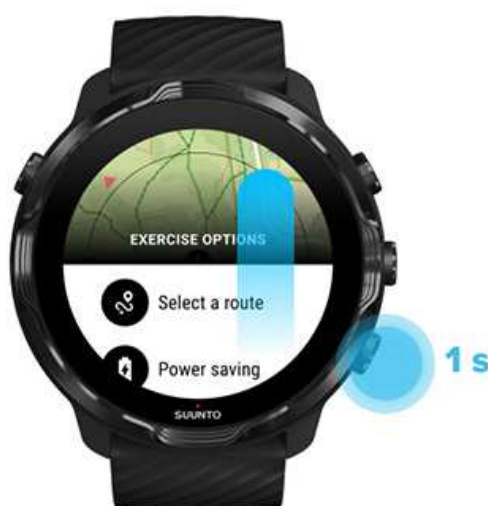 EXERCISE OPTIONS
Select a route
Power saving
1 s
SUUNTO